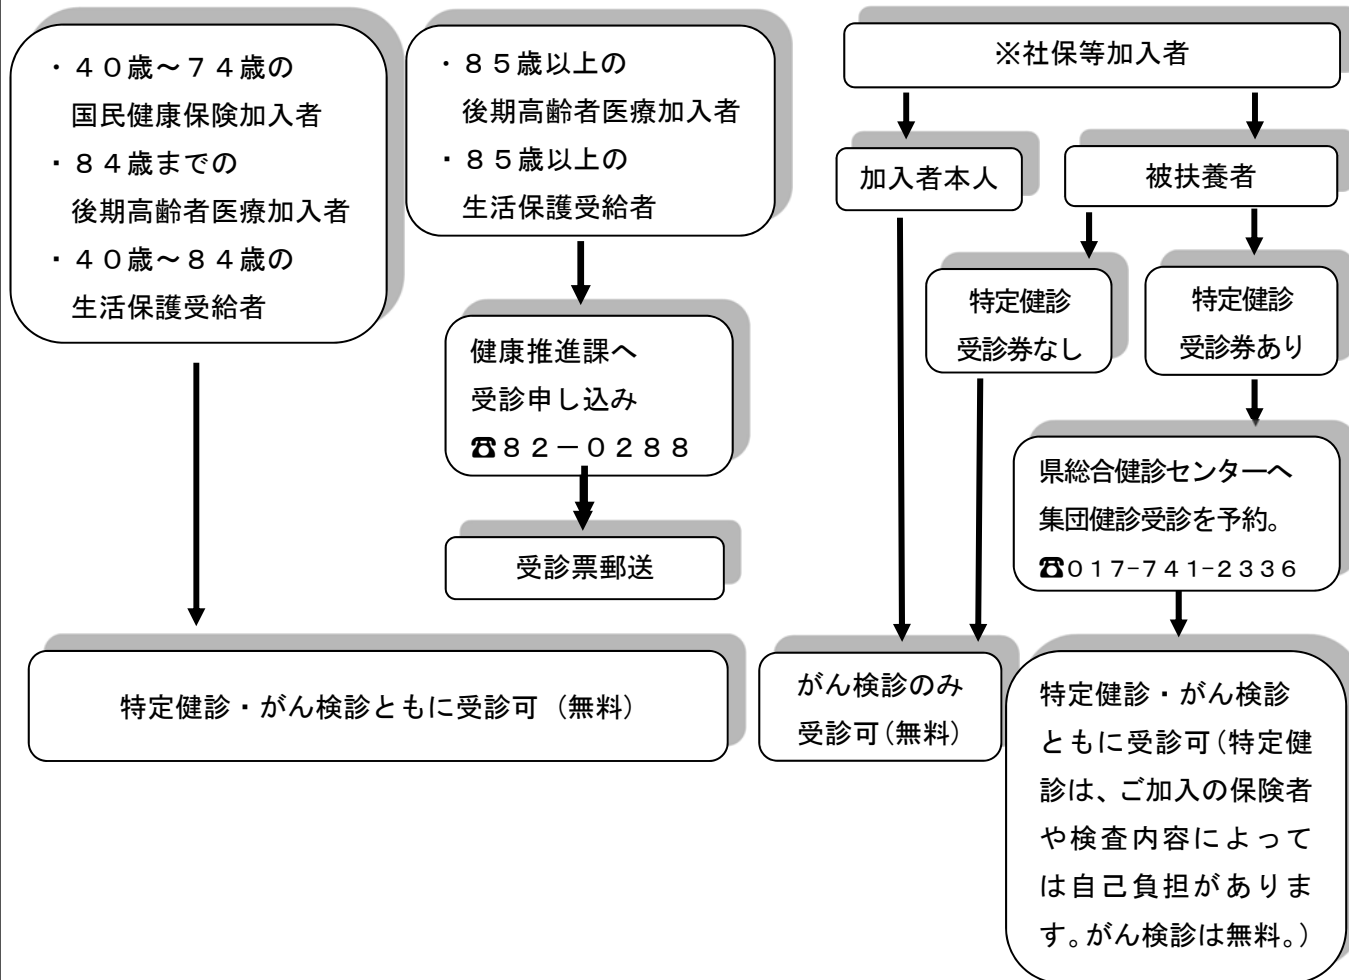 ・４０歳～７４歳の
国民健康保険加入者
・８４歳までの
後期高齢者医療加入者
・４０歳～８４歳の
生活保護受給者
・８５歳以上の
後期高齢者医療加入者
・８５歳以上の
生活保護受給者
健康推進課へ
受診申し込み
☎８２－０２８８
受診票郵送
特定健診・がん検診ともに受診可（無料）
※社保等加入者
加入者本人
被扶養者
特定健診
受診券なし
特定健診
受診券あり
県総合健診センターへ
集団健診受診を予約。
☎０１７-７４１-２３３６
がん検診のみ
受診可（無料）
特定健診・がん検診
ともに受診可（特定健
診は、ご加入の保険者
や検査内容によって
は自己負担がありま
す。がん検診は無料。）